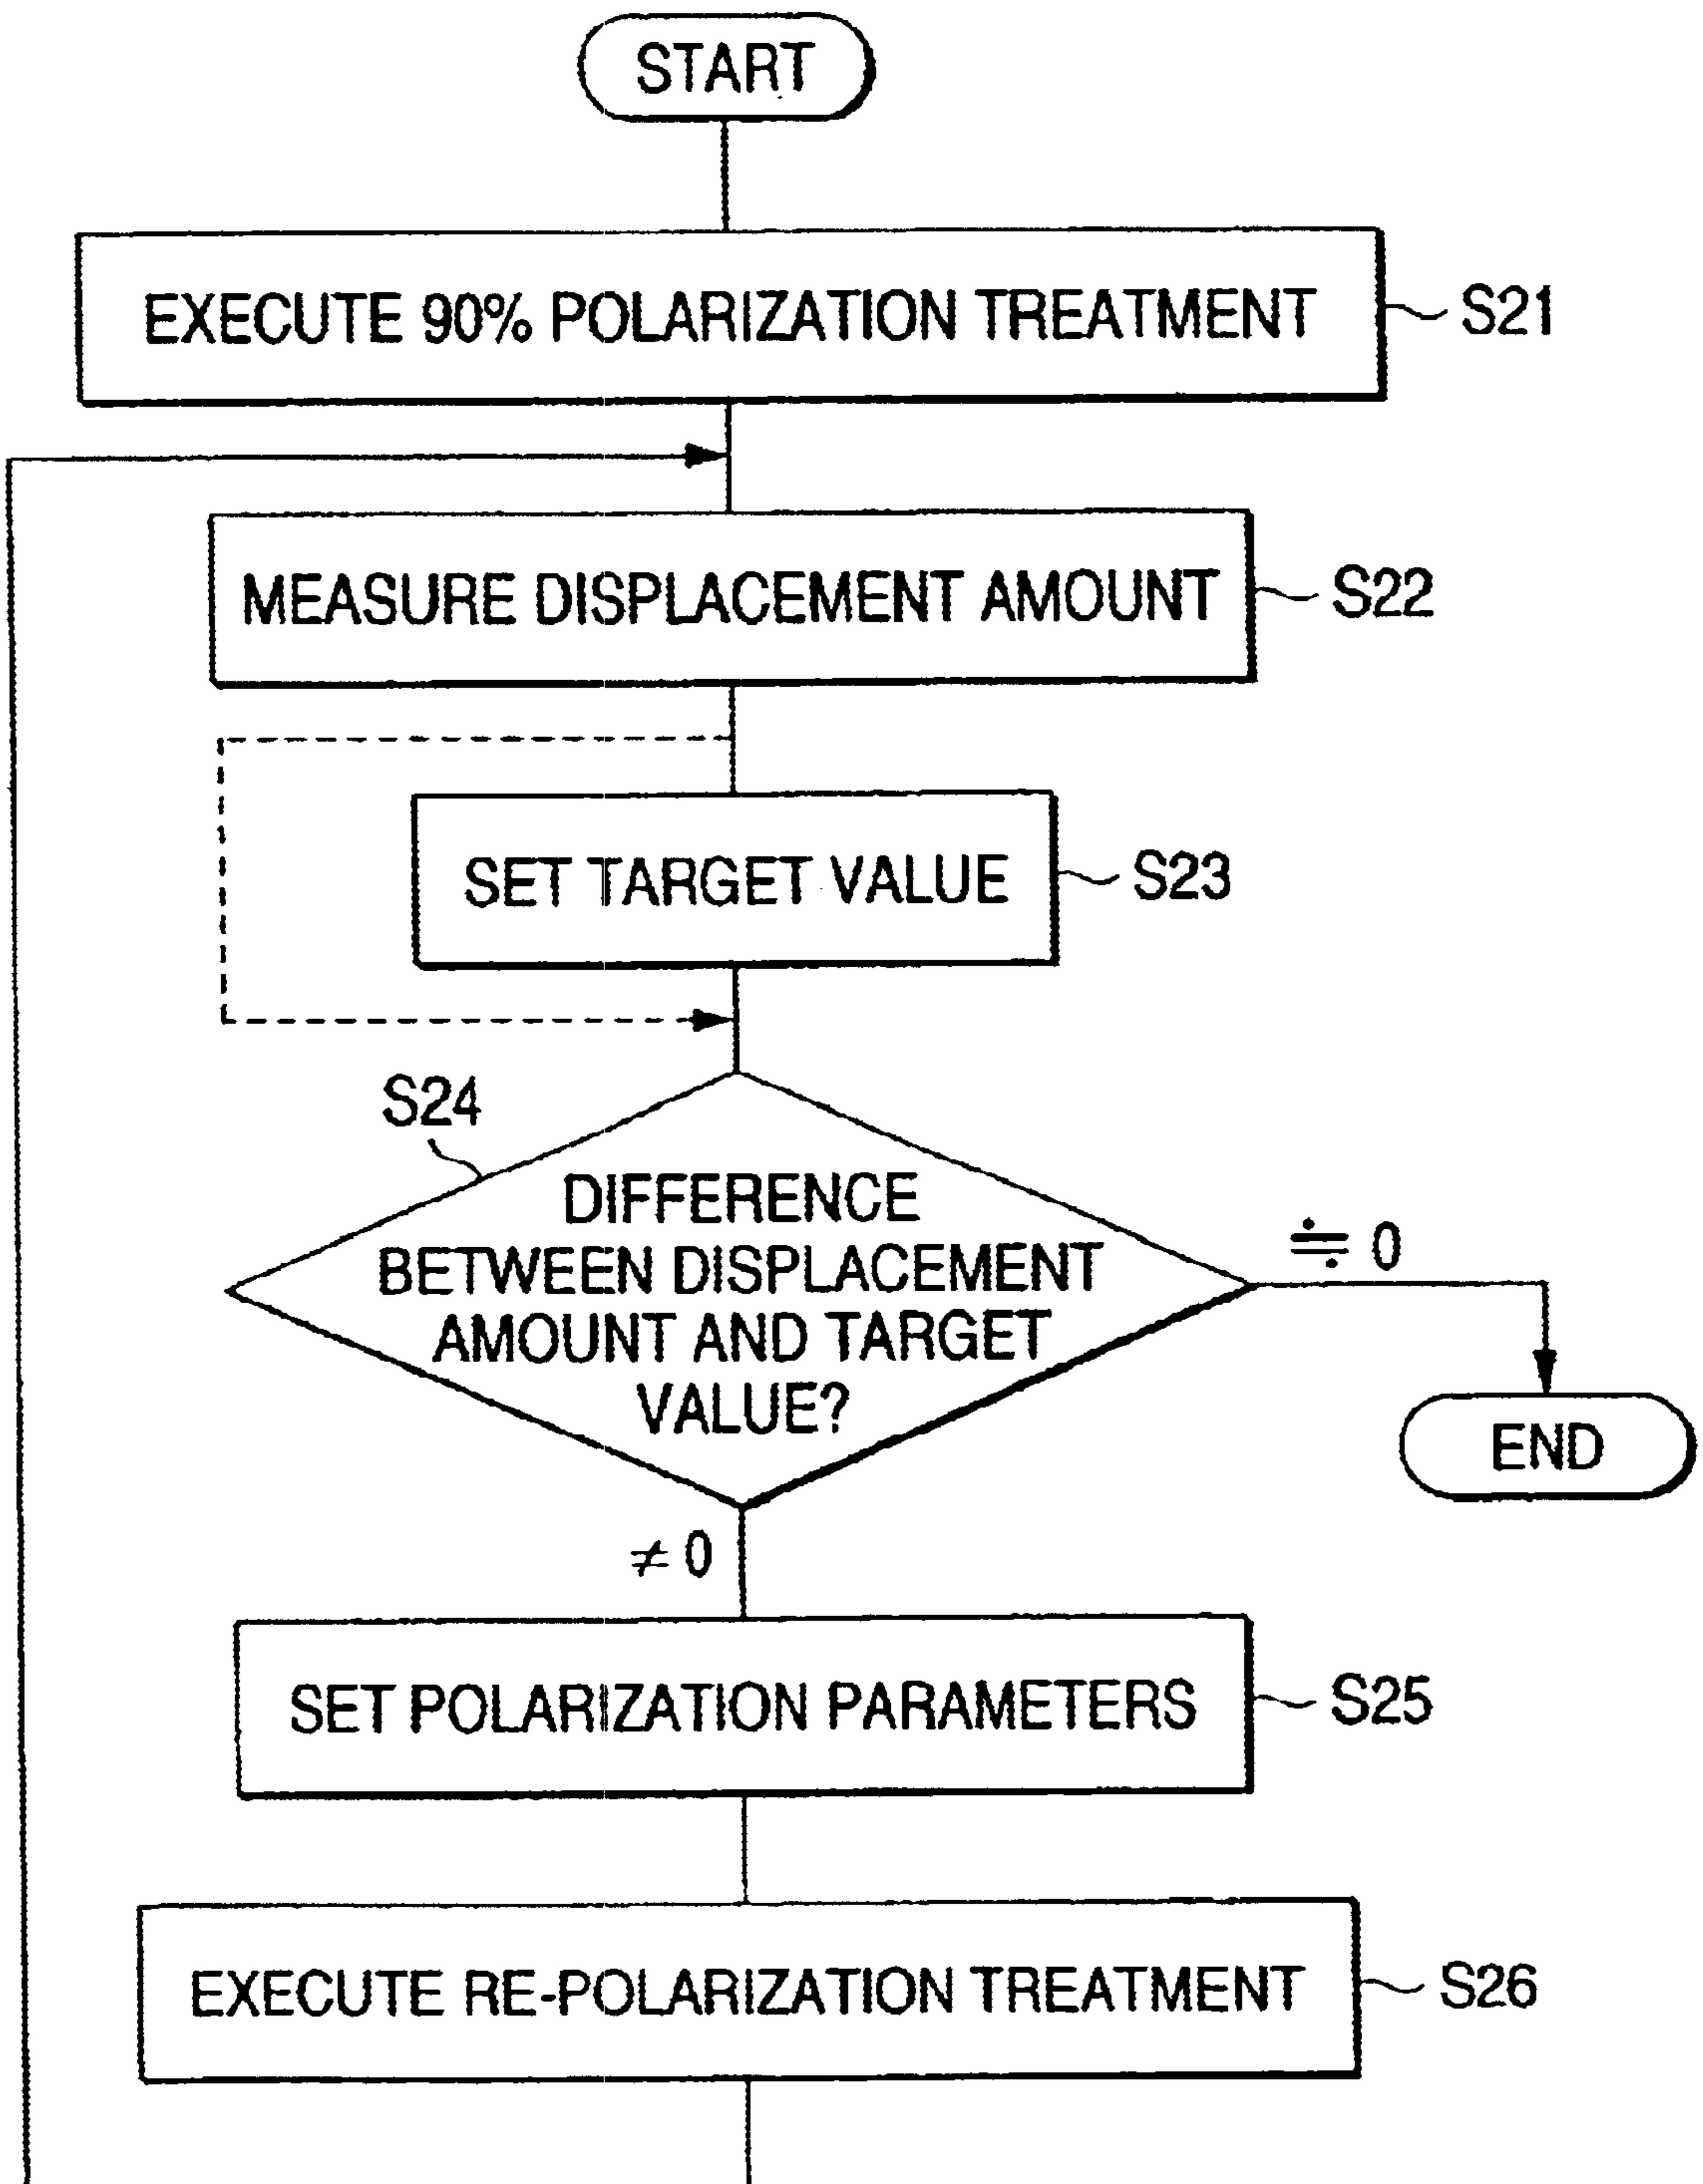 START
EXECUTE 90% POLARIZATION TREATMENT
S21
MEASURE DISPLACEMENT AMOUNT
S22
SET TARGET VALUE
S23
S24
DIFFERENCE
BETWEEN DISPLACEMENT
AMOUNT AND TARGET
VALUE?
≒ 0
END
≠ 0
SET POLARIZATION PARAMETERS
S25
EXECUTE RE-POLARIZATION TREATMENT
S26